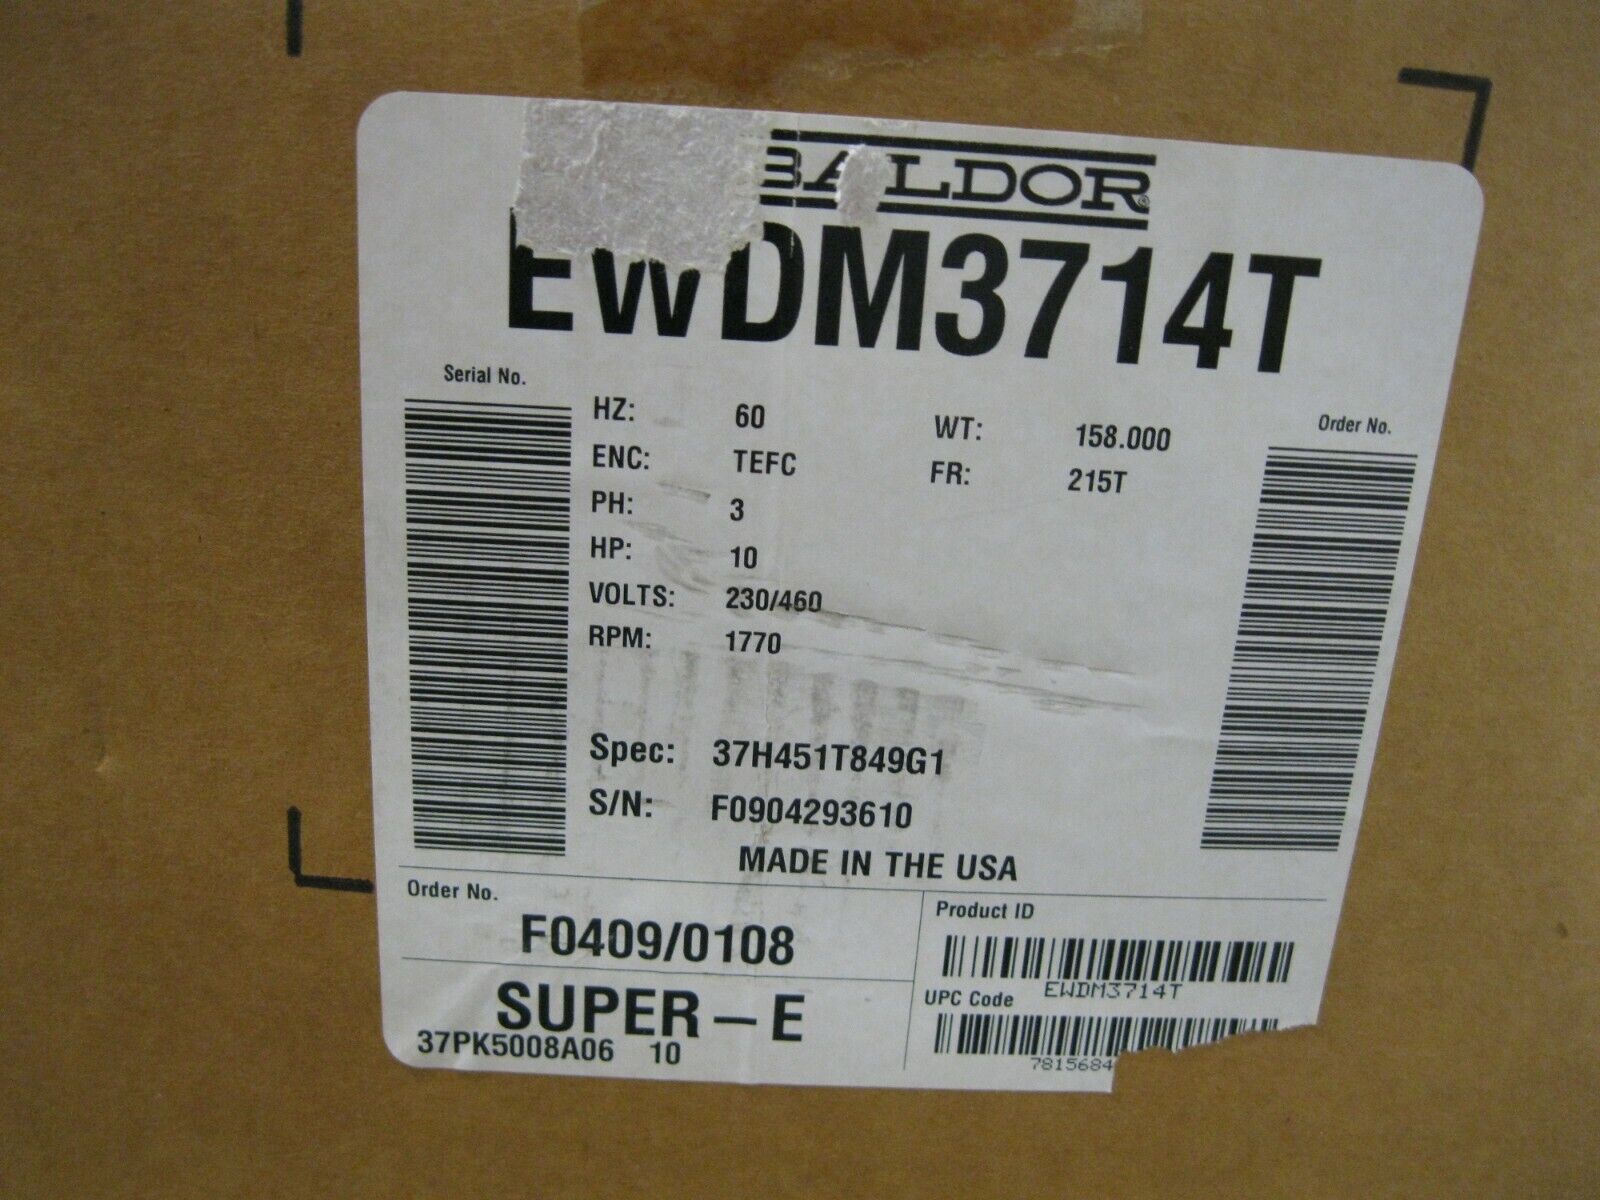 BALDOR®
EWDM3714T
Serial No.
HZ: 60 WT: 158.000
ENC: TEFC FR: 215T
PH: 3
HP: 10
VOLTS: 230/460
RPM: 1770
Order No.
Spec: 37H451T849G1
S/N: F0904293610
MADE IN THE USA
Order No.
F0409/0108
SUPER-E
37PK5008A06 10
Product ID
EWDM3714T
UPC Code
7815684